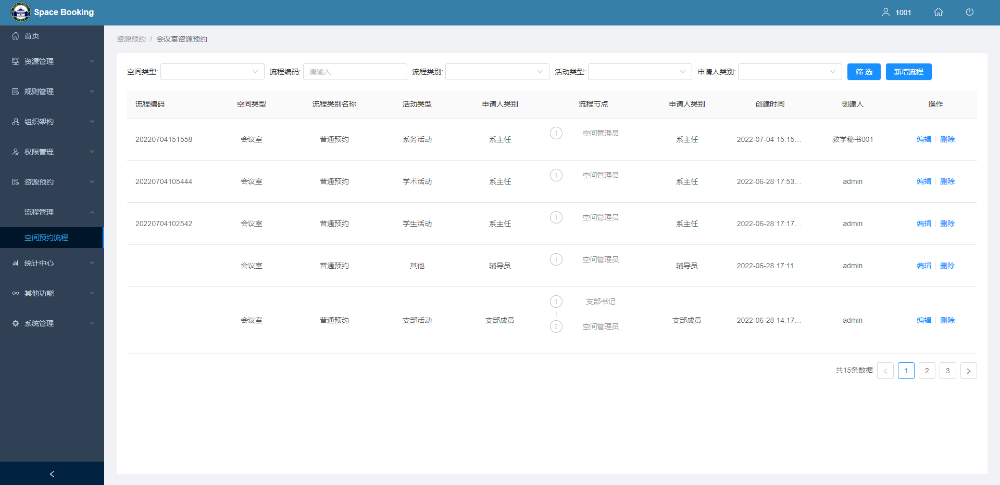 Space Booking
1001
首页
资源管理
规则管理
组织架构
权限管理
资源预约
流程管理
空间预约流程
统计中心
其他功能
系统管理
资源预约 / 会议室资源预约
空间类型: 流程编码: 请输入 流程类别: 活动类型: 申请人类别: 筛 选 新增流程
流程编码 空间类型 流程类别名称 活动类型 申请人类别 流程节点 申请人类别 创建时间 创建人 操作
20220704151558 会议室 普通预约 系务活动 系主任 1 空间管理员 系主任 2022-07-04 15:15... 教学秘书001 编辑 删除
20220704105444 会议室 普通预约 学术活动 系主任 1 空间管理员 系主任 2022-06-28 17:53... admin 编辑 删除
20220704102542 会议室 普通预约 学生活动 系主任 1 空间管理员 系主任 2022-06-28 17:17... admin 编辑 删除
会议室 普通预约 其他 辅导员 1 空间管理员 辅导员 2022-06-28 17:11... admin 编辑 删除
会议室 普通预约 支部活动 支部成员 1 支部书记 2 空间管理员 支部成员 2022-06-28 14:17... admin 编辑 删除
共15条数据 < 1 2 3 >